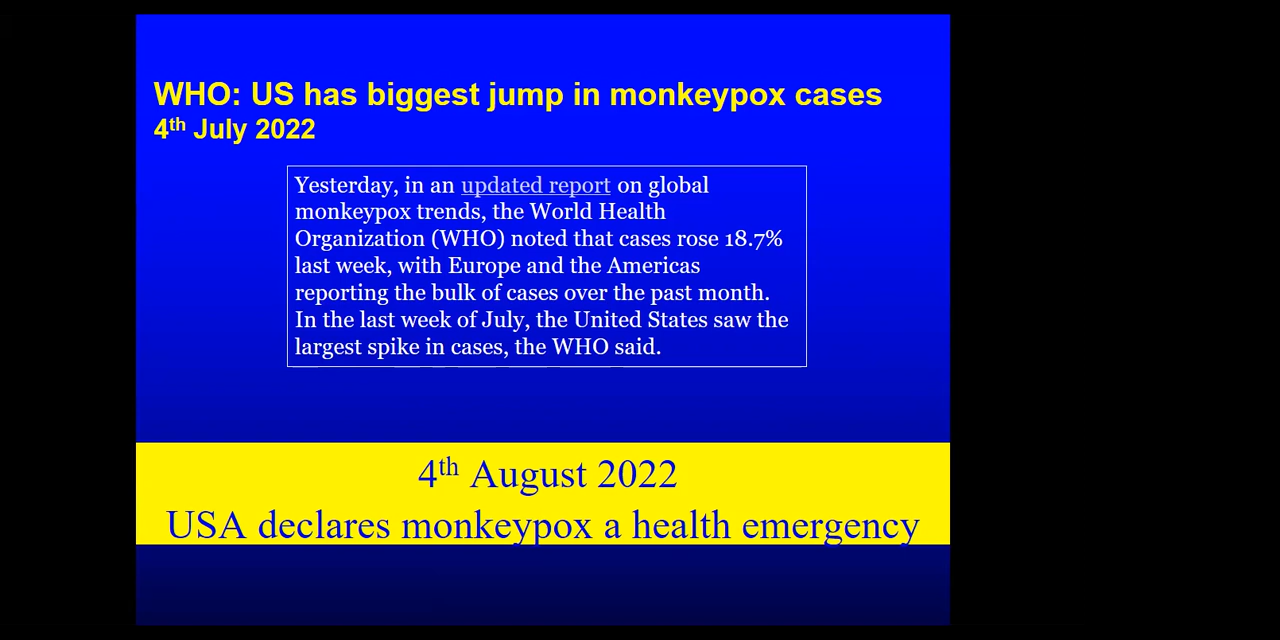 WHO: US has biggest jump in monkeypox cases
4th July 2022
Yesterday, in an updated report on global
monkeypox trends, the World Health
Organization (WHO) noted that cases rose 18.7%
last week, with Europe and the Americas
reporting the bulk of cases over the past month.
In the last week of July, the United States saw the
largest spike in cases, the WHO said.
4th August 2022
USA declares monkeypox a health emergency